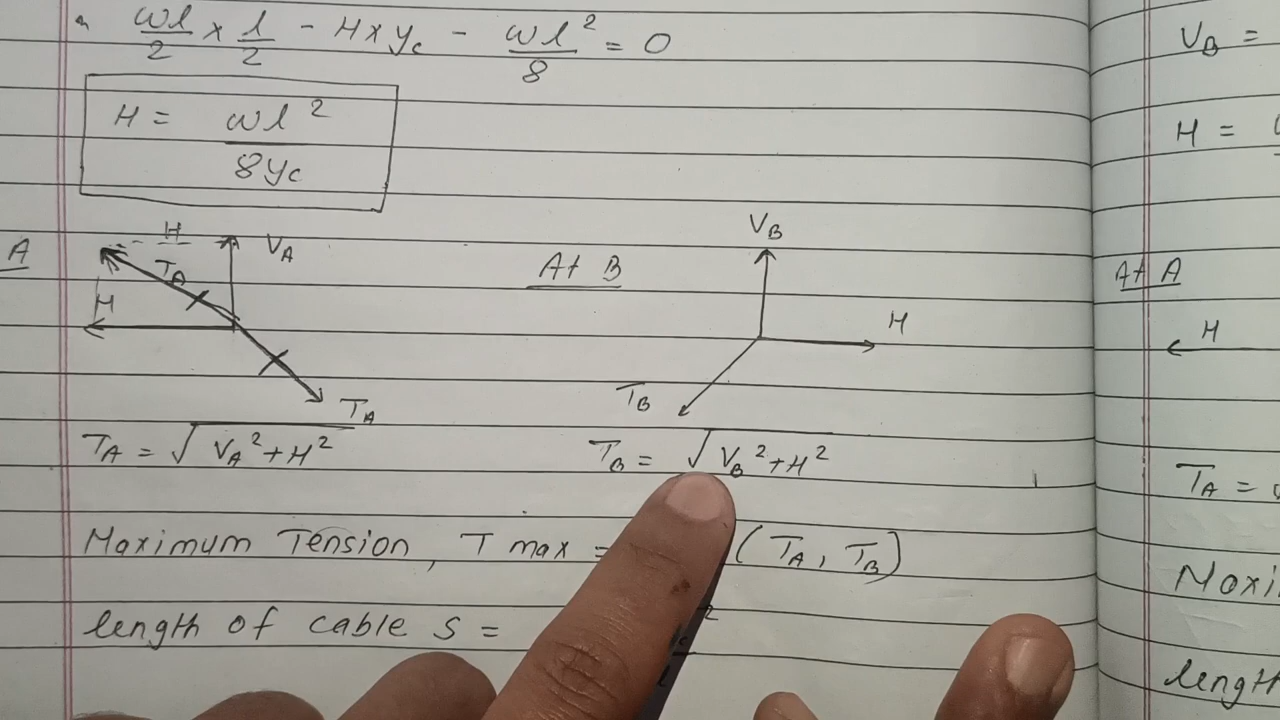 wl/2 × l/2 - H × yc - wl²/8 = 0
H = wl²/8yc
A
H
VA
TA
H
TA
TA = √VA² + H²
At B
VB
H
TB
TB = √VB² + H²
Maximum Tension, T max = (TA, TB)
length of cable s =
VB =
H =
At A
H
TA =
length